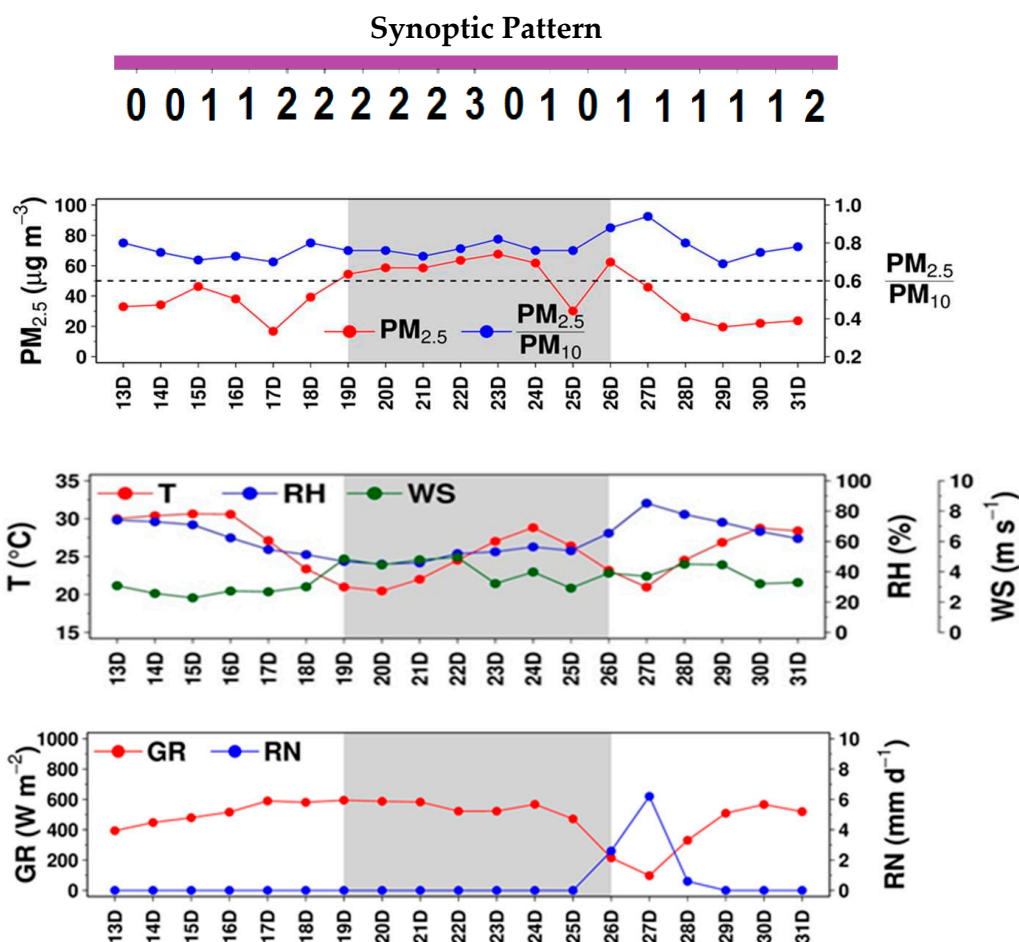 Synoptic Pattern
0 0 1 1 2 2 2 2 2 3 0 1 0 1 1 1 1 1 2
PM2.5 (μg m−3)
100
80
60
40
20
0
1.0
0.8
0.6
0.4
0.2
PM2.5
PM10
PM2.5
PM2.5
PM10
13D 14D 15D 16D 17D 18D 19D 20D 21D 22D 23D 24D 25D 26D 27D 28D 29D 30D 31D
T (°C)
35
30
25
20
15
T RH WS
100
80
60
40
20
0
RH (%)
10
8
6
4
2
0
WS (m s−1)
13D 14D 15D 16D 17D 18D 19D 20D 21D 22D 23D 24D 25D 26D 27D 28D 29D 30D 31D
GR (W m−2)
1000
800
600
400
200
0
GR RN
10
8
6
4
2
0
RN (mm d−1)
13D 14D 15D 16D 17D 18D 19D 20D 21D 22D 23D 24D 25D 26D 27D 28D 29D 30D 31D